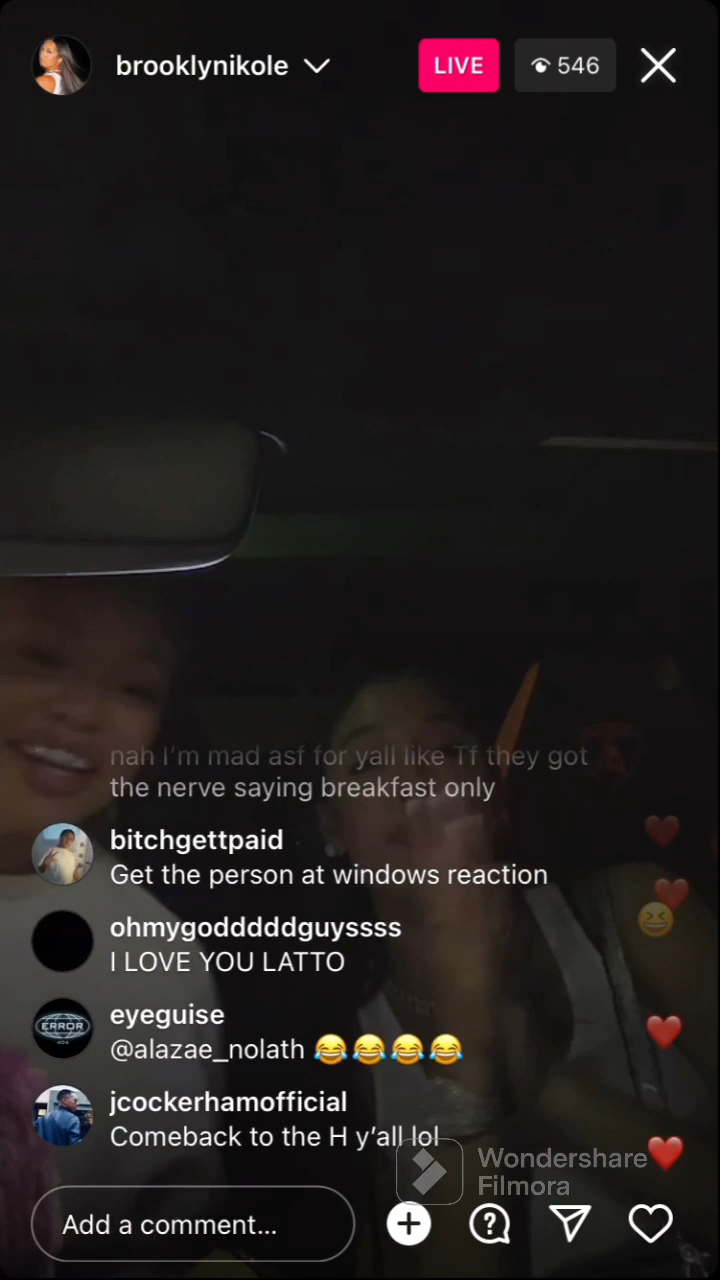 brooklynikole
LIVE
546
nah I'm mad asf for yall like Tf they got
the nerve saying breakfast only
bitchgettpaid
Get the person at windows reaction
ohmygodddddguyssss
I LOVE YOU LATTO
ERROR
404
eyeguise
@alazae_nolath 😂😂😂😂
jcockerhamofficial
Comeback to the H y'all lol
Wondershare
Filmora
Add a comment...